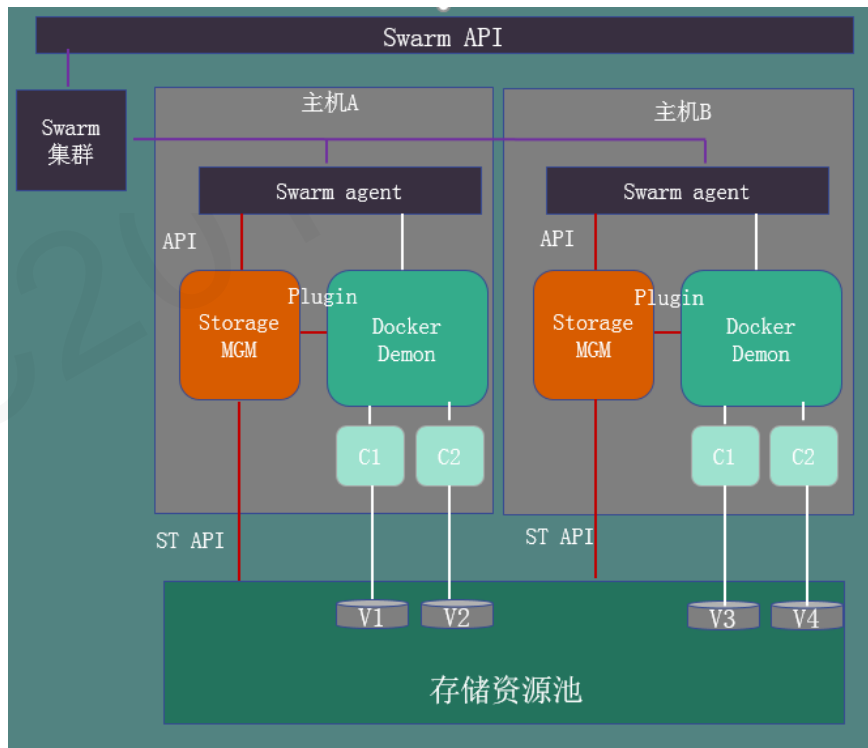 Swarm API
主机A
主机B
Swarm
集群
Swarm agent
Swarm agent
API
API
Plugin
Plugin
Storage
MGM
Docker
Demon
Storage
MGM
Docker
Demon
C1
C2
C1
C2
ST API
ST API
V1
V2
V3
V4
存储资源池